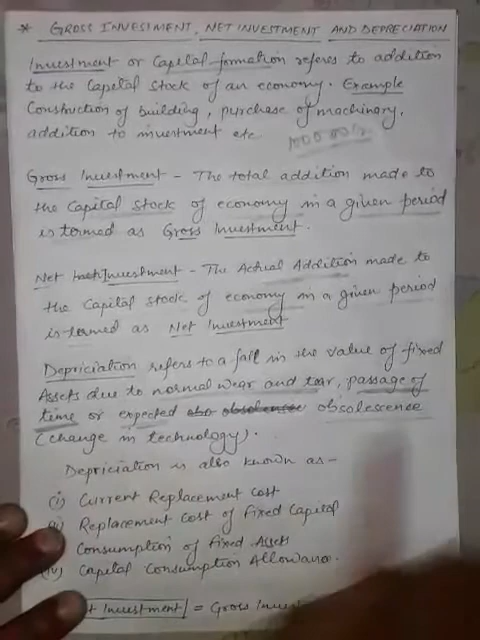 * GROSS INVESTMENT, NET INVESTMENT AND DEPRECIATION
Investment or Capital formation referes to addition
to the Capital Stock of an economy. Example
Construction of building, purchase of machinory,
addition to investment etc
Gross Investment - The total addition made to
the Capital stock of economy in a given period
is termed as Gross Investment.
Net Investment - The Actual Addition made to
the Capital stock of economy in a given period
is termed as Net Investment
Depriciation refers to a fall in the value of fixed
Assets due to normal wear and tear, passage of
time or expected obsolescence
(change in technology).
Depriciation is also known as -
(i) Current Replacement Cost
Replacement Cost of Fixed Capital
Consumption of Fixed Assets
(iv) Capital Consumption Allowance.
Investment = Gross